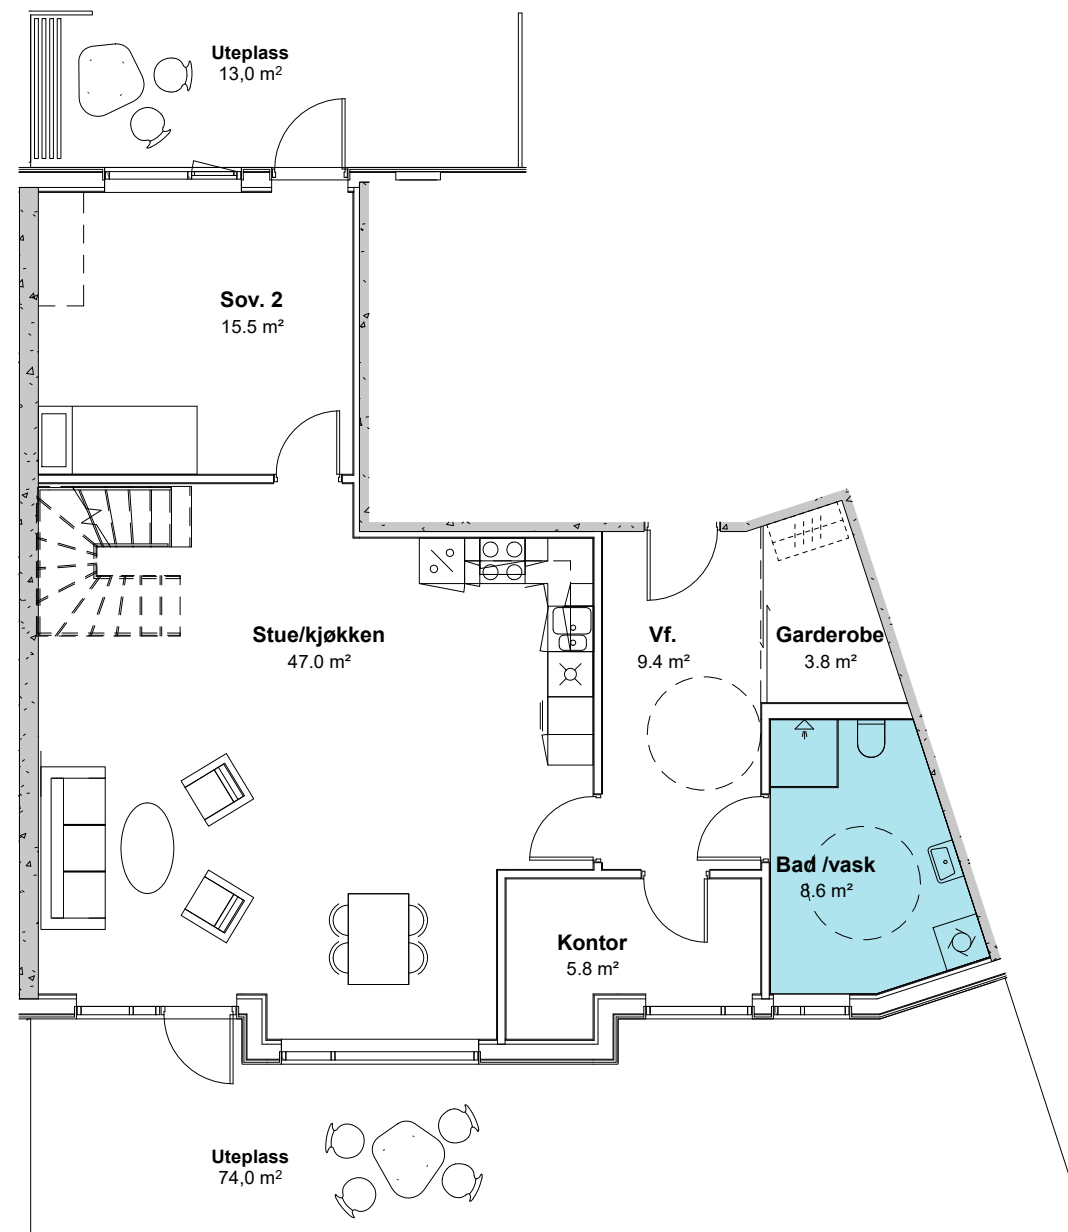 Uteplass
13,0 m²
Sov. 2
15.5 m²
Stue/kjøkken
47.0 m²
Vf.
9.4 m²
Garderobe
3.8 m²
Bad /vask
8.6 m²
Kontor
5.8 m²
Uteplass
74,0 m²